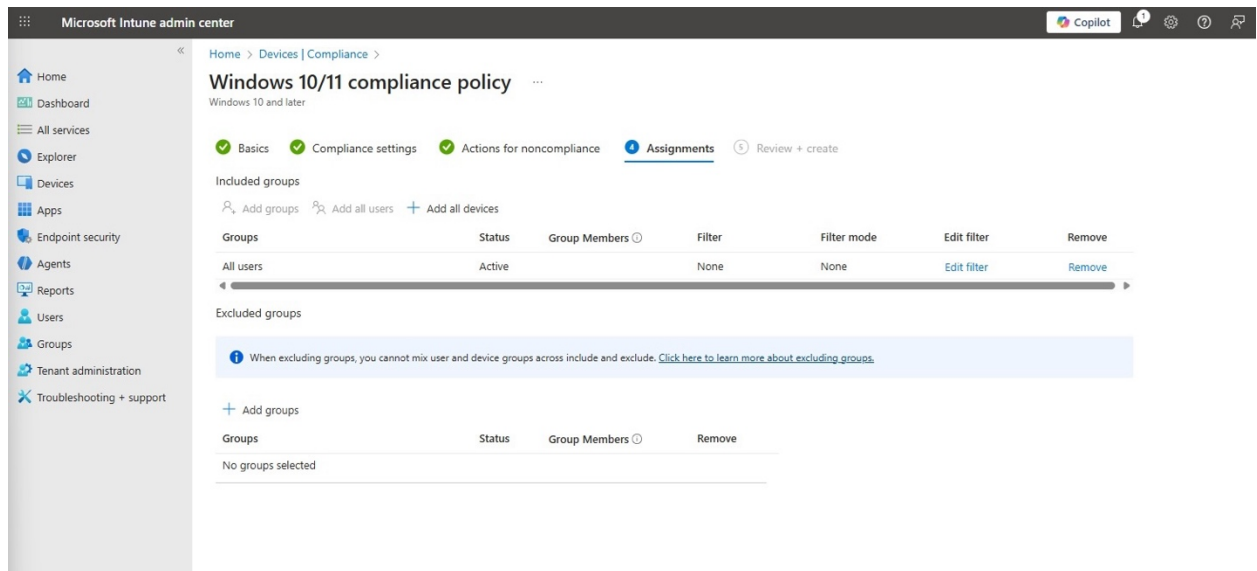 Microsoft Intune admin center
Copilot
1
«
Home
Dashboard
All services
Explorer
Devices
Apps
Endpoint security
Agents
Reports
Users
Groups
Tenant administration
Troubleshooting + support
Home > Devices | Compliance >
Windows 10/11 compliance policy ...
Windows 10 and later
Basics Compliance settings Actions for noncompliance 4 Assignments 5 Review + create
Included groups
Add groups Add all users + Add all devices
Groups Status Group Members Filter Filter mode Edit filter Remove
All users Active None None Edit filter Remove
Excluded groups
When excluding groups, you cannot mix user and device groups across include and exclude. Click here to learn more about excluding groups.
+ Add groups
Groups Status Group Members Remove
No groups selected